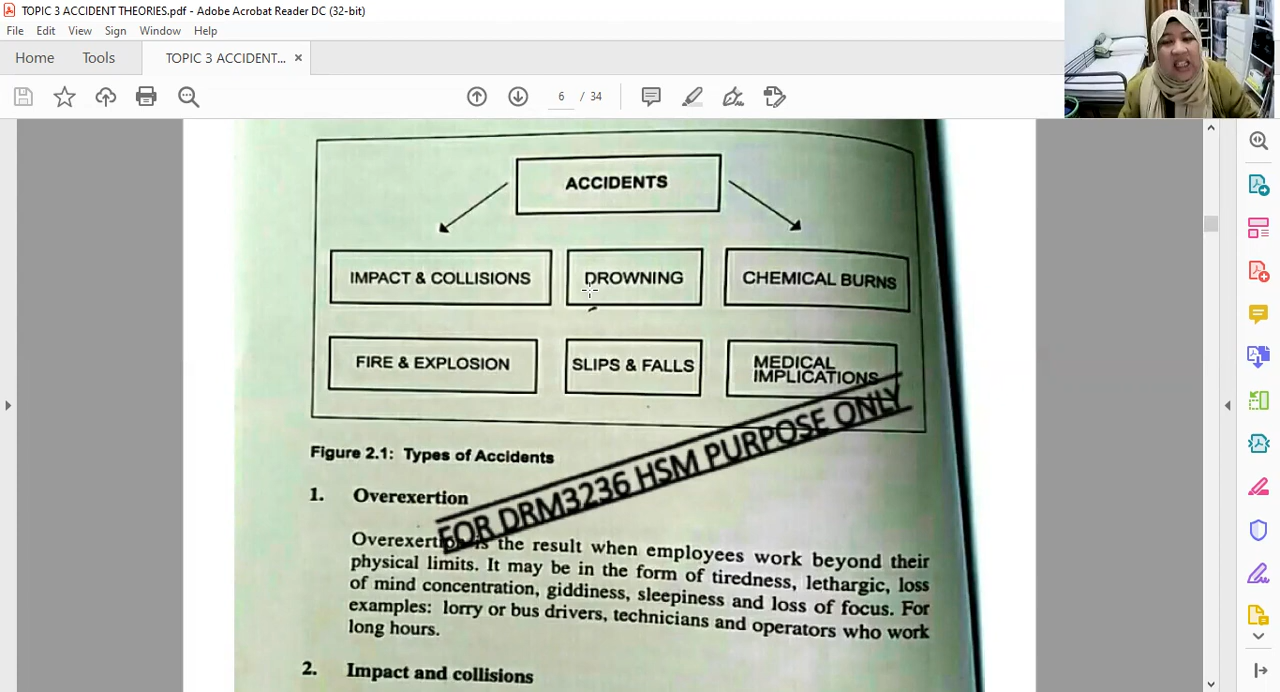 TOPIC 3 ACCIDENT THEORIES.pdf - Adobe Acrobat Reader DC (32-bit)
File Edit View Sign Window Help
Home Tools TOPIC 3 ACCIDENT... ×
6 / 34
ACCIDENTS
IMPACT & COLLISIONS DROWNING CHEMICAL BURNS
FIRE & EXPLOSION SLIPS & FALLS MEDICAL
IMPLICATIONS
Figure 2.1: Types of Accidents
FOR DRM3236 HSM PURPOSE ONLY
1. Overexertion
Overexertion is the result when employees work beyond their
physical limits. It may be in the form of tiredness, lethargic, loss
of mind concentration, giddiness, sleepiness and loss of focus. For
examples: lorry or bus drivers, technicians and operators who work
long hours.
2. Impact and collisions